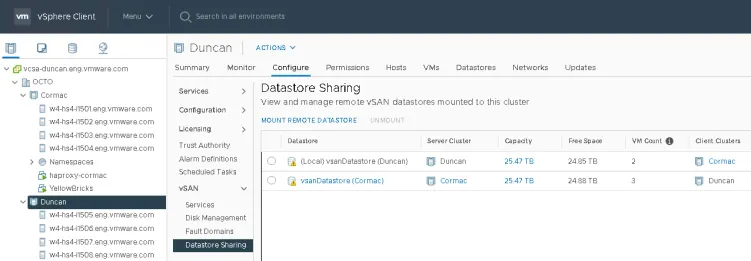 vm vSphere Client Menu Search in all environments
vcsa-duncan.eng.vmware.com
OCTO
Cormac
w4-hs4-i1501.eng.vmware.com
w4-hs4-i1502.eng.vmware.com
w4-hs4-i1503.eng.vmware.com
w4-hs4-i1504.eng.vmware.com
Namespaces
haproxy-cormac
YellowBricks
Duncan
w4-hs4-i1505.eng.vmware.com
w4-hs4-i1506.eng.vmware.com
w4-hs4-i1507.eng.vmware.com
w4-hs4-i1508.eng.vmware.com
Duncan ACTIONS
Summary Monitor Configure Permissions Hosts VMs Datastores Networks Updates
Services
Configuration
Licensing
Trust Authority
Alarm Definitions
Scheduled Tasks
vSAN
Services
Disk Management
Fault Domains
Datastore Sharing
Datastore Sharing
View and manage remote vSAN datastores mounted to this cluster
MOUNT REMOTE DATASTORE UNMOUNT
Datastore Server Cluster Capacity Free Space VM Count Client Clusters
(Local) vsanDatastore (Duncan) Duncan 25.47 TB 24.85 TB 2 Cormac
vsanDatastore (Cormac) Cormac 25.47 TB 24.88 TB 3 Duncan